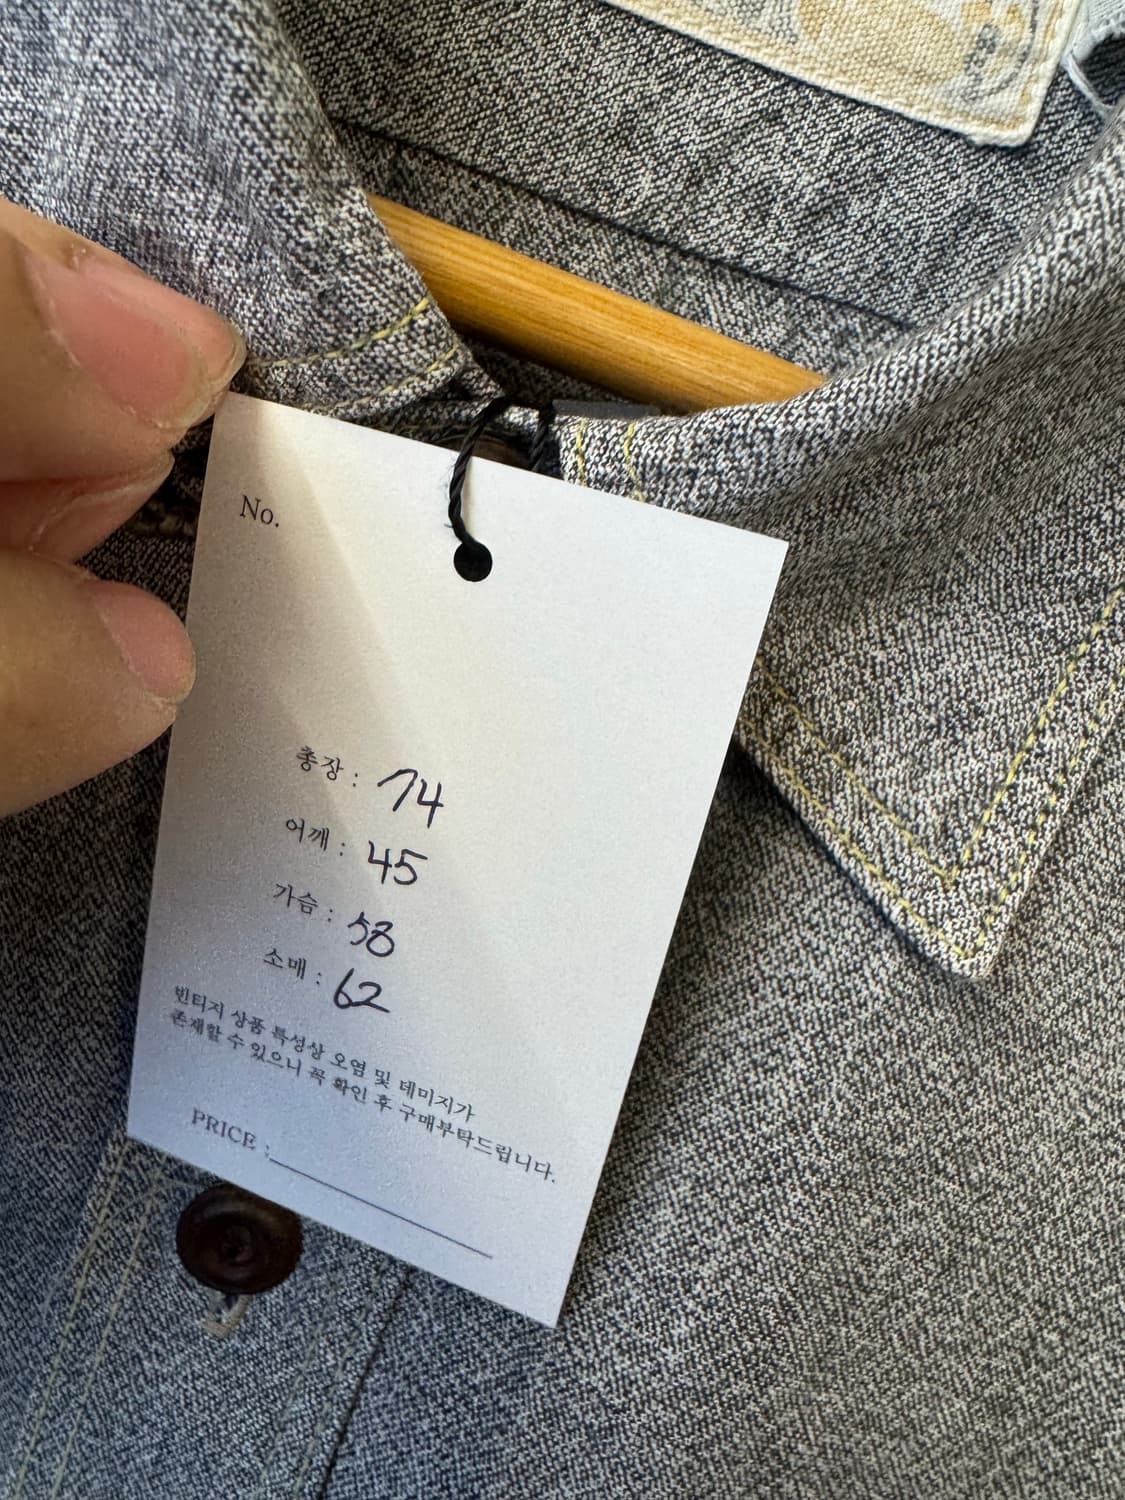 No.
총장 : 74
어깨 : 45
가슴 : 58
소매 : 62
빈티지 상품 특성상 오염 및 데미지가
존재할 수 있으니 꼭 확인 후 구매부탁드립니다.
PRICE :